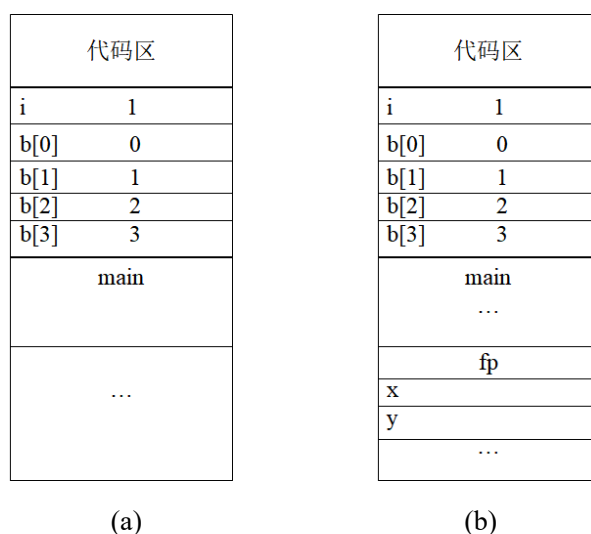 代码区
i 1
b[0] 0
b[1] 1
b[2] 2
b[3] 3
main
…
(a)
代码区
i 1
b[0] 0
b[1] 1
b[2] 2
b[3] 3
main
…
fp
x
y
…
(b)